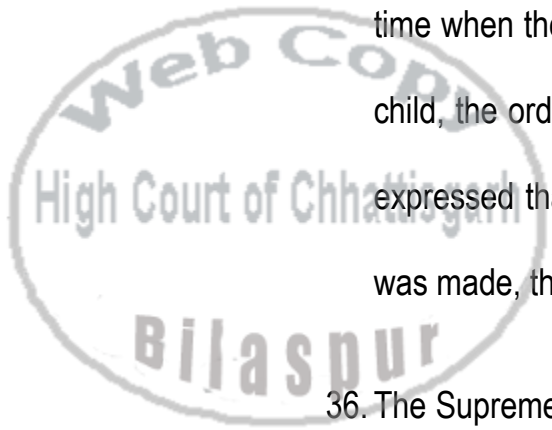 time when the
child, the ord
expressed tha
was made, th
36. The Supreme
Web Copy
High Court of Chhattisgarh
Bilaspur